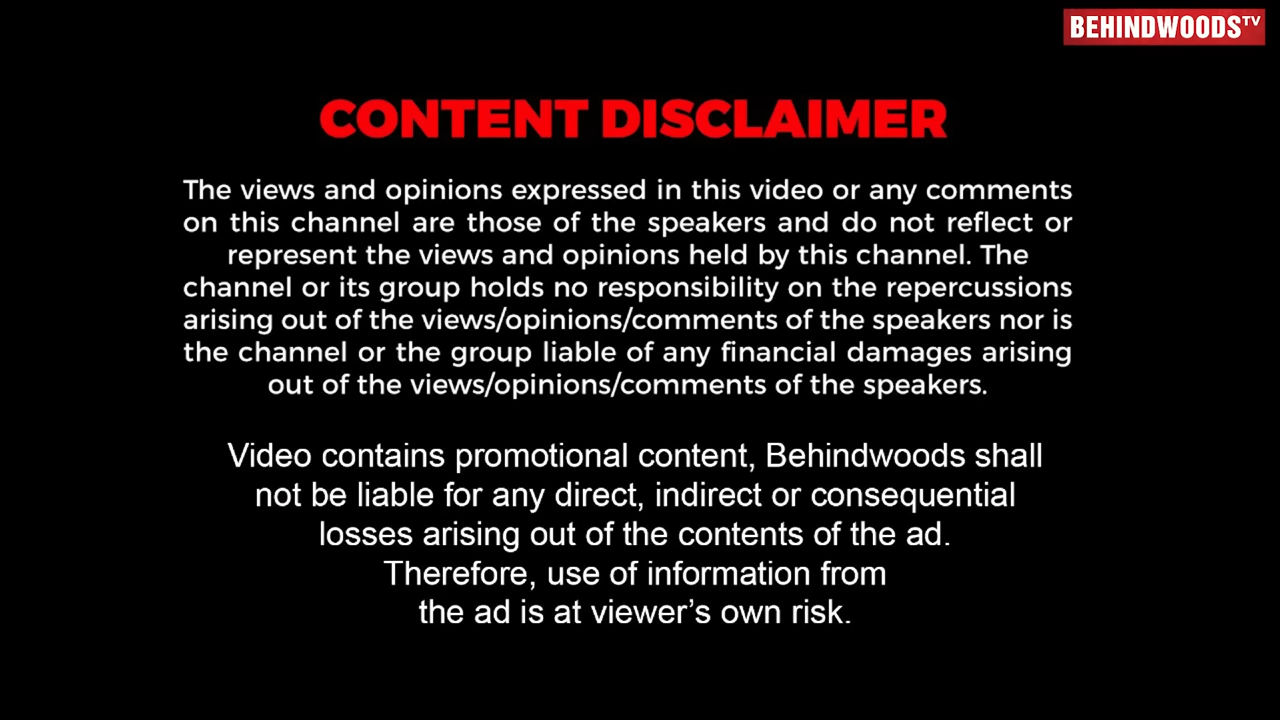 BEHINDWOODS TV
CONTENT DISCLAIMER
The views and opinions expressed in this video or any comments
on this channel are those of the speakers and do not reflect or
represent the views and opinions held by this channel. The
channel or its group holds no responsibility on the repercussions
arising out of the views/opinions/comments of the speakers nor is
the channel or the group liable of any financial damages arising
out of the views/opinions/comments of the speakers.
Video contains promotional content, Behindwoods shall
not be liable for any direct, indirect or consequential
losses arising out of the contents of the ad.
Therefore, use of information from
the ad is at viewer’s own risk.